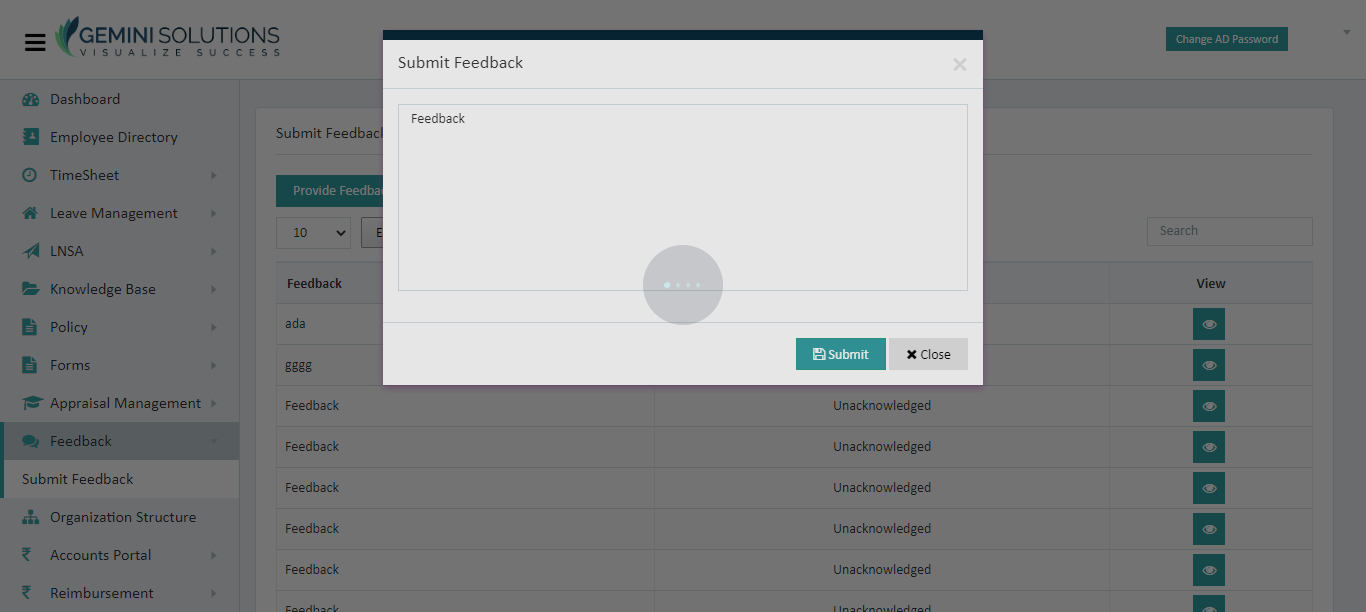 GEMINI SOLUTIONS
VISUALIZE SUCCESS
Change AD Password
Dashboard
Employee Directory
TimeSheet
Leave Management
LNSA
Knowledge Base
Policy
Forms
Appraisal Management
Feedback
Submit Feedback
Organization Structure
Accounts Portal
Reimbursement
Submit Feedback
Provide Feedbac
10
E
Search
Feedback
View
ada
gggg
Feedback Unacknowledged
Feedback Unacknowledged
Feedback Unacknowledged
Feedback Unacknowledged
Feedback Unacknowledged
Feedback Unacknowledged
Submit Feedback
×
Feedback
Submit
Close